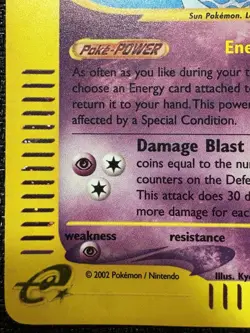 Sun Pokémon. L
Poké-POWER
Ene
As often as you like during your t
choose an Energy card attached to
return it to your hand. This power
affected by a Special Condition.
Damage Blast
coins equal to the nu
counters on the Defe
This attack does 30 d
more damage for each
weakness
resistance
© 2002 Pokémon / Nintendo
Illus. Kyo
e